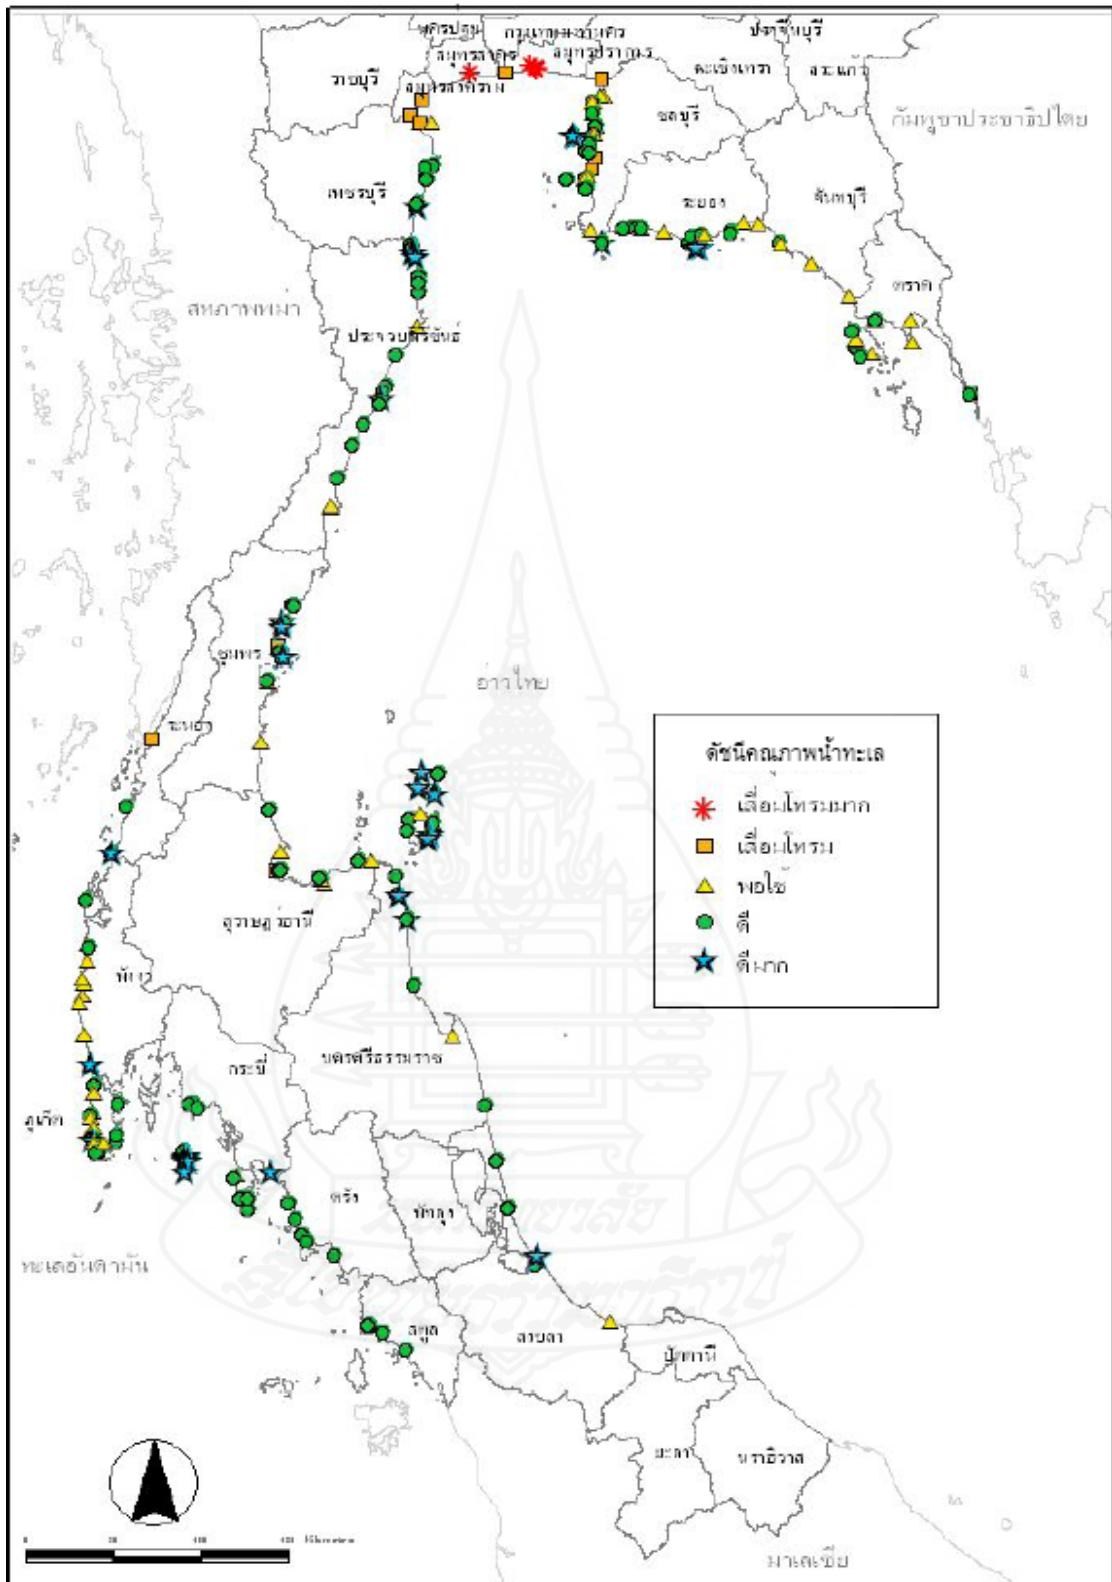 นครปฐม
กรุงเทพมหานคร
ปราจีนบุรี
สมุทรสาคร
สมุทรปราการ
ฉะเชิงเทรา
สระแก้ว
ราชบุรี
สมุทรสงคราม
ชลบุรี
กัมพูชาประชาธิปไตย
เพชรบุรี
ระยอง
จันทบุรี
ตราด
สหภาพพม่า
ประจวบคีรีขันธ์
ชุมพร
อ่าวไทย
ระนอง
ดัชนีคุณภาพน้ำทะเล
เสื่อมโทรมมาก
เสื่อมโทรม
พอใช้
ดี
ดีมาก
สุราษฎร์ธานี
พังงา
กระบี่
นครศรีธรรมราช
ภูเก็ต
ตรัง
พัทลุง
ทะเลอันดามัน
สตูล
สงขลา
ปัตตานี
ยะลา
นราธิวาส
มาเลเซีย
Kilometers